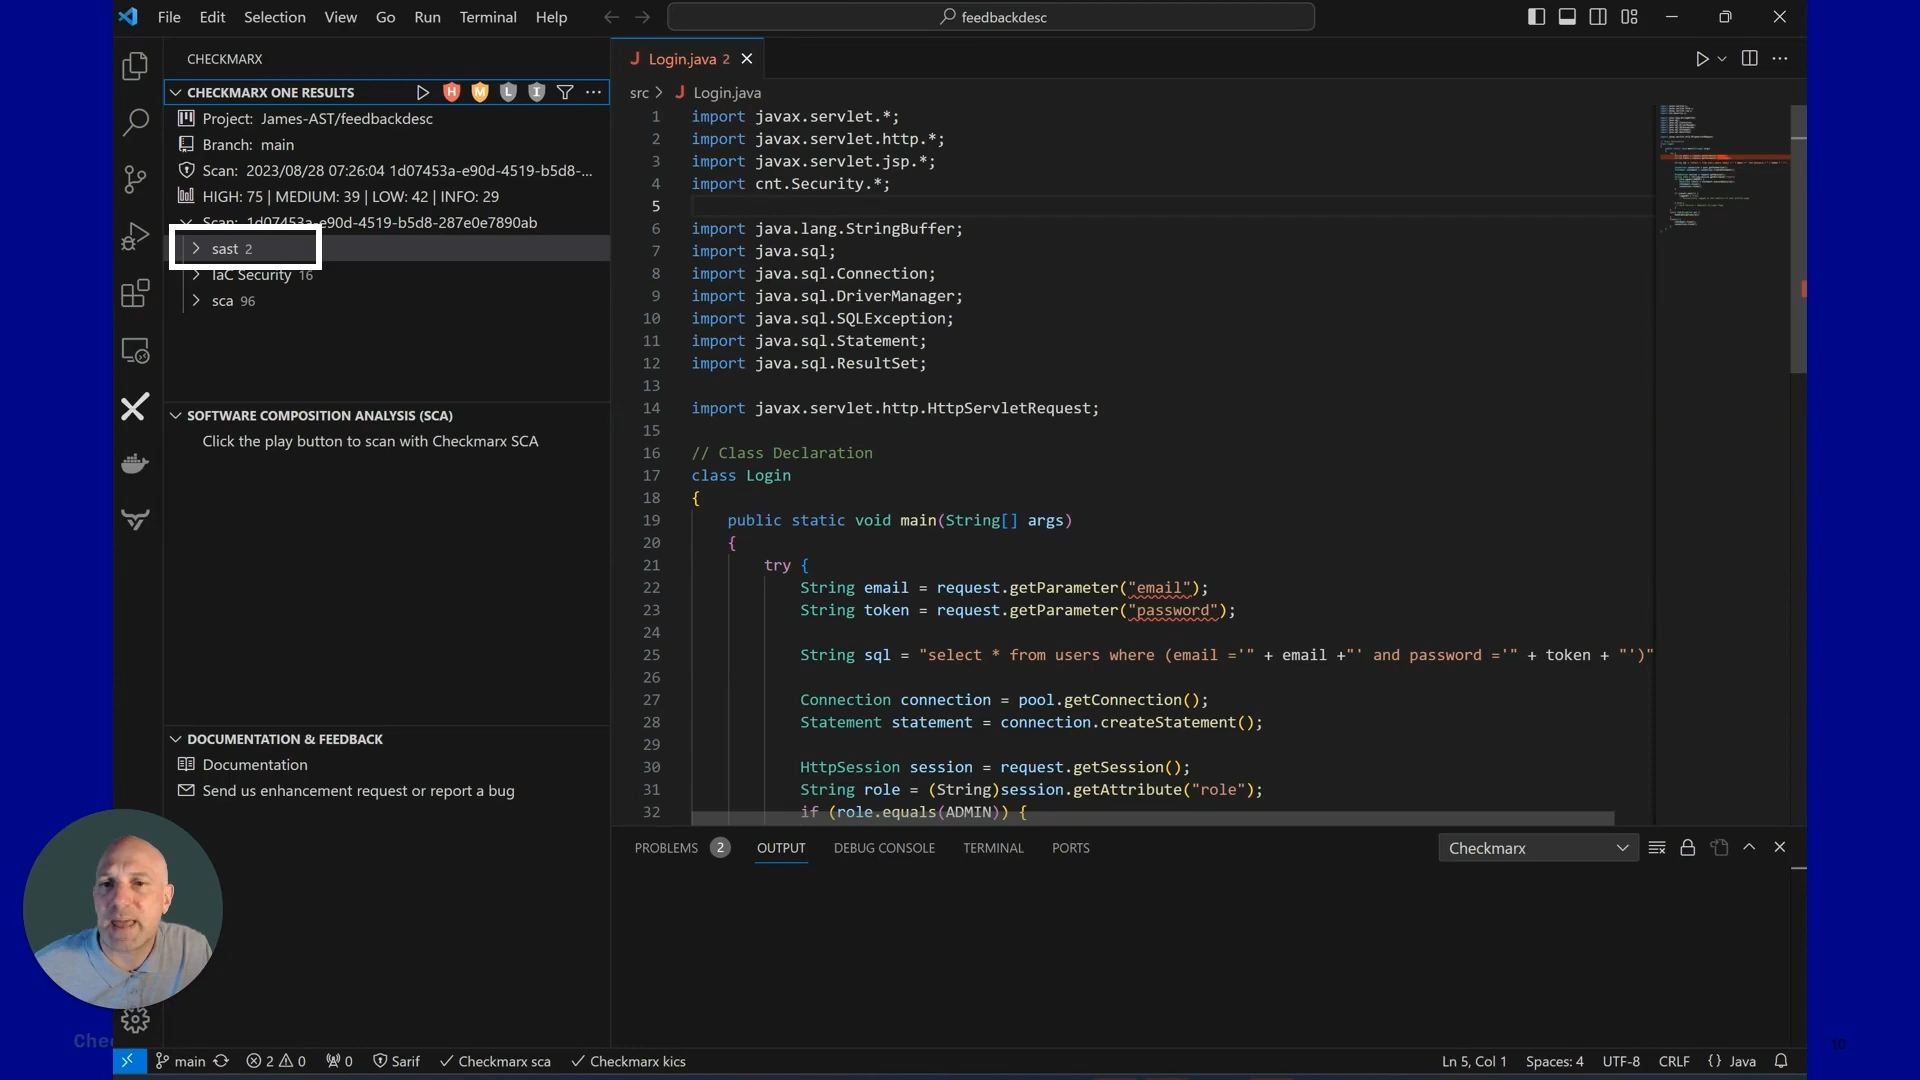 File Edit Selection View Go Run Terminal Help
feedbackdesc
CHECKMARX
CHECKMARX ONE RESULTS
H M L I
Project: James-AST/feedbackdesc
Branch: main
Scan: 2023/08/28 07:26:04 1d07453a-e90d-4519-b5d8-...
HIGH: 75 | MEDIUM: 39 | LOW: 42 | INFO: 29
Scan: 1d07453a-e90d-4519-b5d8-287e0e7890ab
sast 2
IaC Security 16
sca 96
SOFTWARE COMPOSITION ANALYSIS (SCA)
Click the play button to scan with Checkmarx SCA
DOCUMENTATION & FEEDBACK
Documentation
Send us enhancement request or report a bug
J Login.java 2
src > J Login.java
1 import javax.servlet.*;
2 import javax.servlet.http.*;
3 import javax.servlet.jsp.*;
4 import cnt.Security.*;
5
6 import java.lang.StringBuffer;
7 import java.sql;
8 import java.sql.Connection;
9 import java.sql.DriverManager;
10 import java.sql.SQLException;
11 import java.sql.Statement;
12 import java.sql.ResultSet;
13
14 import javax.servlet.http.HttpServletRequest;
15
16 // Class Declaration
17 class Login
18 {
19 public static void main(String[] args)
20 {
21 try {
22 String email = request.getParameter("email");
23 String token = request.getParameter("password");
24
25 String sql = "select * from users where (email ='" + email +"' and password ='" + token + "')"
26
27 Connection connection = pool.getConnection();
28 Statement statement = connection.createStatement();
29
30 HttpSession session = request.getSession();
31 String role = (String)session.getAttribute("role");
32 if (role.equals(ADMIN)) {
PROBLEMS 2 OUTPUT DEBUG CONSOLE TERMINAL PORTS
Checkmarx
Chec
10
main 2 0 0 Sarif Checkmarx sca Checkmarx kics
Ln 5, Col 1 Spaces: 4 UTF-8 CRLF {} Java